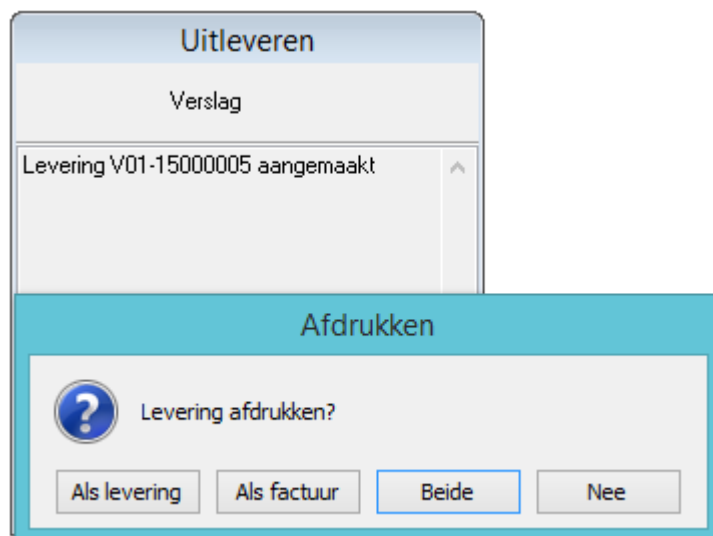 Uitleveren
Verslag
Levering V01-15000005 aangemaakt
Afdrukken
?
Levering afdrukken?
Als levering Als factuur Beide Nee